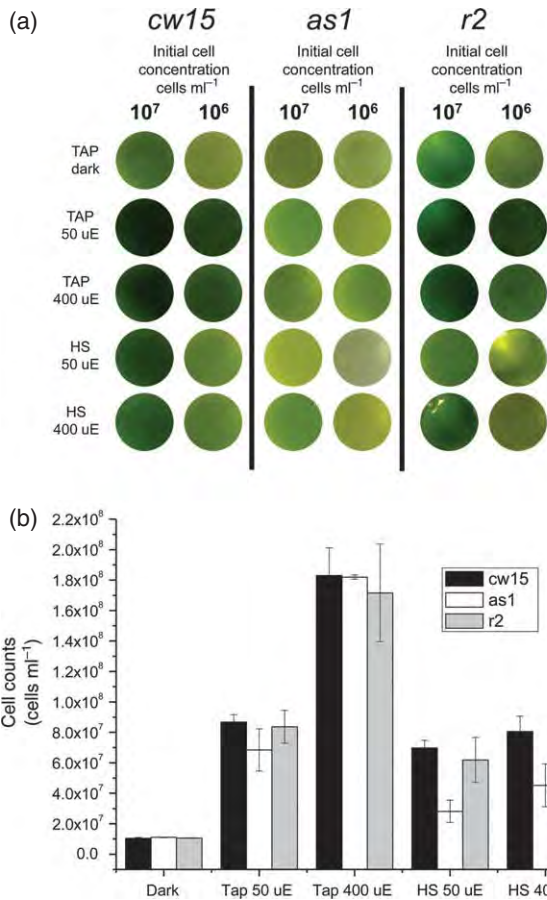 (a)
cw15 as1 r2
Initial cell Initial cell Initial cell
concentration concentration concentration
cells ml⁻¹ cells ml⁻¹ cells ml⁻¹
10⁷ 10⁶ 10⁷ 10⁶ 10⁷ 10⁶
TAP
dark
TAP
50 uE
TAP
400 uE
HS
50 uE
HS
400 uE
(b)
Cell counts
(cells ml⁻¹)
2.2x10⁸
2.0x10⁸
1.8x10⁸
1.6x10⁸
1.4x10⁸
1.2x10⁸
1.0x10⁸
8.0x10⁷
6.0x10⁷
4.0x10⁷
2.0x10⁷
0.0
cw15
as1
r2
Dark Tap 50 uE Tap 400 uE HS 50 uE HS 40